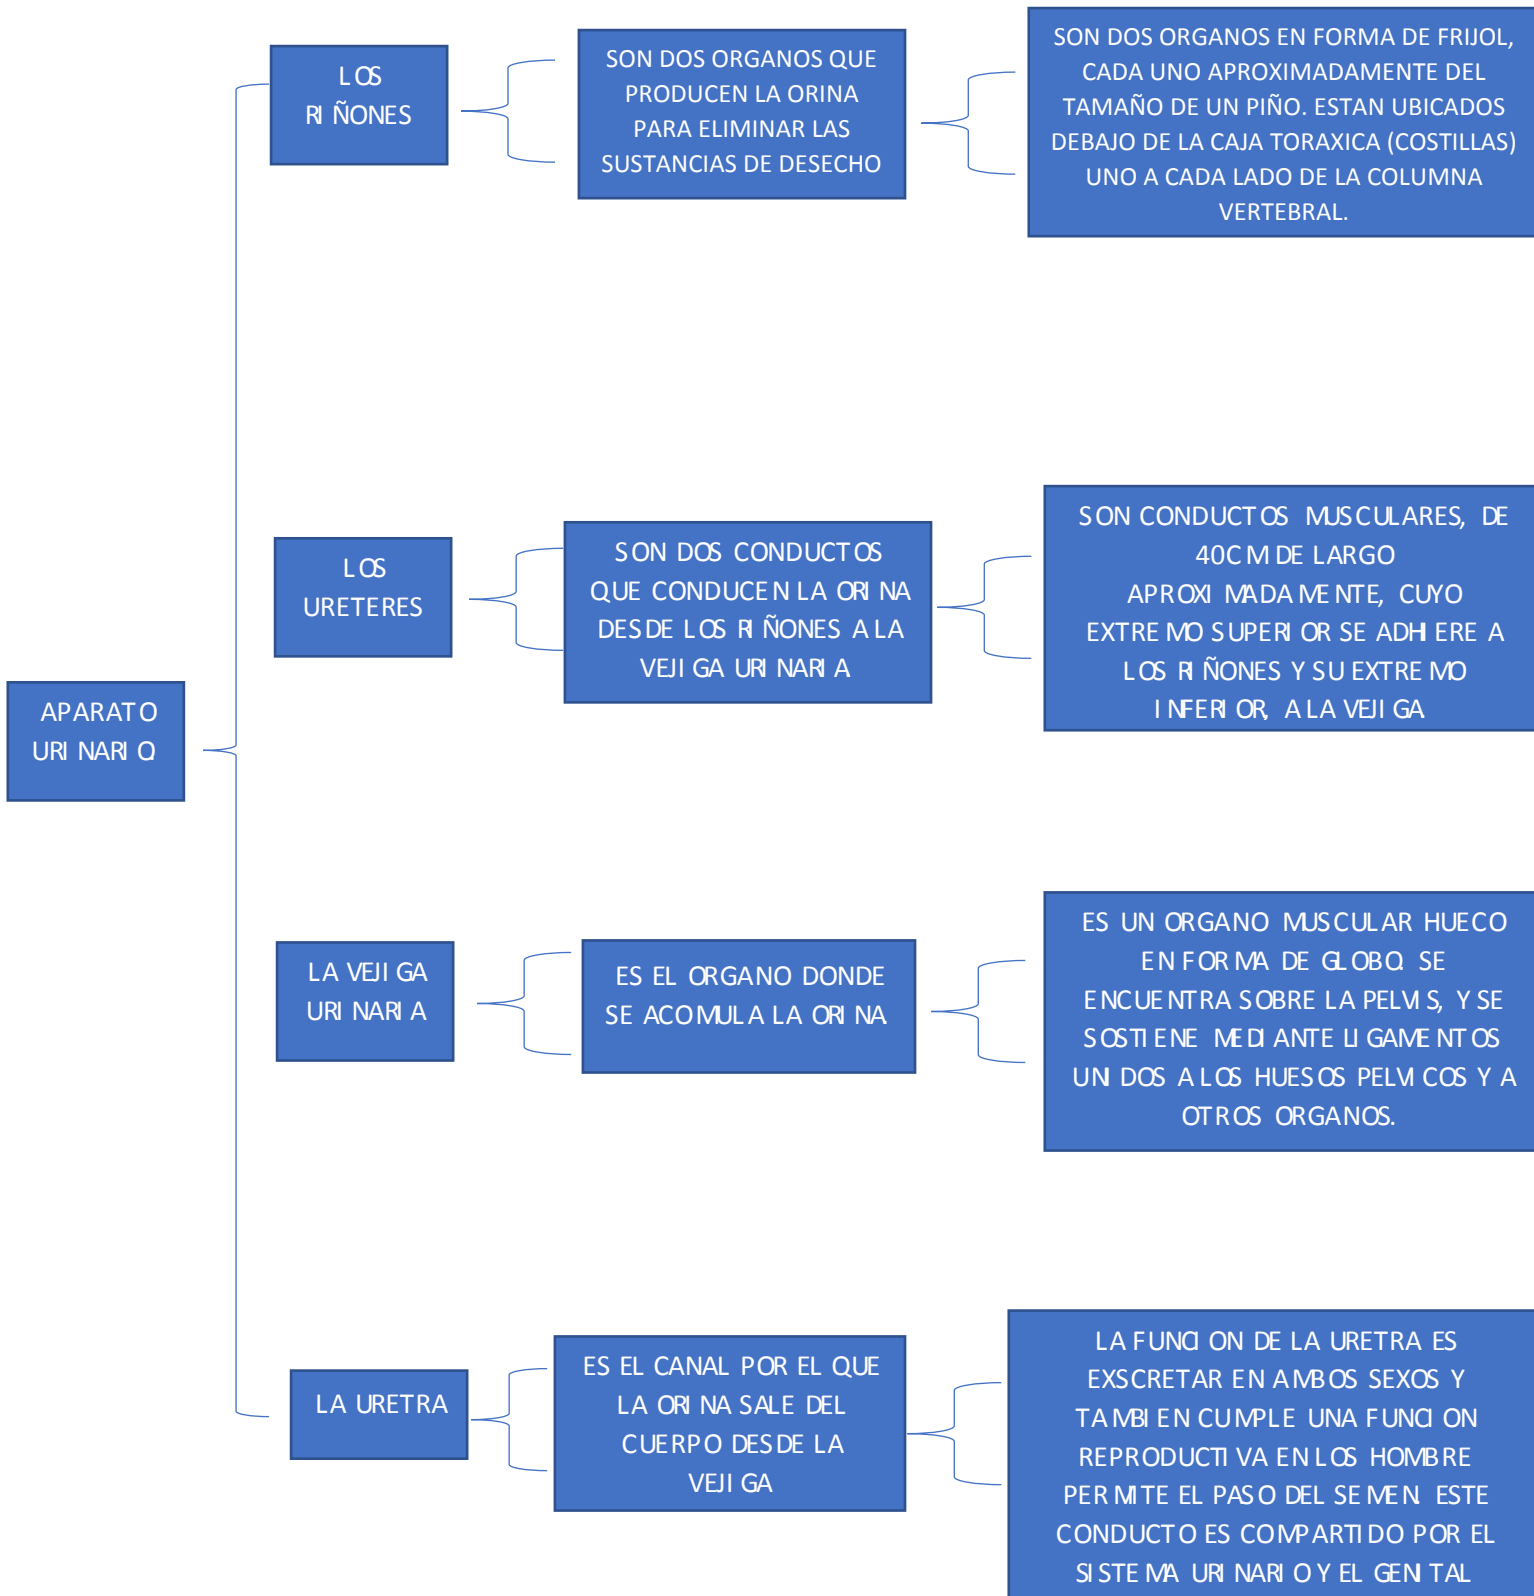 LOS
RIÑONES
SON DOS ORGANOS QUE
PRODUCEN LA ORINA
PARA ELIMINAR LAS
SUSTANCIAS DE DESECHO
SON DOS ORGANOS EN FORMA DE FRIJOL,
CADA UNO APROXIMADAMENTE DEL
TAMAÑO DE UN PIÑO. ESTAN UBICADOS
DEBAJO DE LA CAJA TORAXICA (COSTILLAS)
UNO A CADA LADO DE LA COLUMNA
VERTEBRAL.
LOS
URETERES
SON DOS CONDUCTOS
QUE CONDUCEN LA ORINA
DESDE LOS RIÑONES A LA
VEJIGA URINARIA.
SON CONDUCTOS MUSCULARES, DE
40CM DE LARGO
APROXIMADAMENTE, CUYO
EXTREMO SUPERIOR SE ADHIERE A
LOS RIÑONES Y SU EXTREMO
INFERIOR, A LA VEJIGA.
APARATO
URINARIO.
LA VEJIGA
URINARIA
ES EL ORGANO DONDE
SE ACOMULA LA ORINA.
ES UN ORGANO MUSCULAR HUECO
EN FORMA DE GLOBO. SE
ENCUENTRA SOBRE LA PELVIS, Y SE
SOSTIENE MEDIANTE LIGAMENTOS
UNIDOS A LOS HUESOS PELVICOS Y A
OTROS ORGANOS.
LA URETRA
ES EL CANAL POR EL QUE
LA ORINA SALE DEL
CUERPO DESDE LA
VEJIGA
LA FUNCION DE LA URETRA ES
EXSCRETAR EN AMBOS SEXOS Y
TAMBIEN CUMPLE UNA FUNCION
REPRODUCTIVA EN LOS HOMBRE
PERMITE EL PASO DEL SEMEN. ESTE
CONDUCTO ES COMPARTIDO POR EL
SISTEMA URINARIO Y EL GENITAL